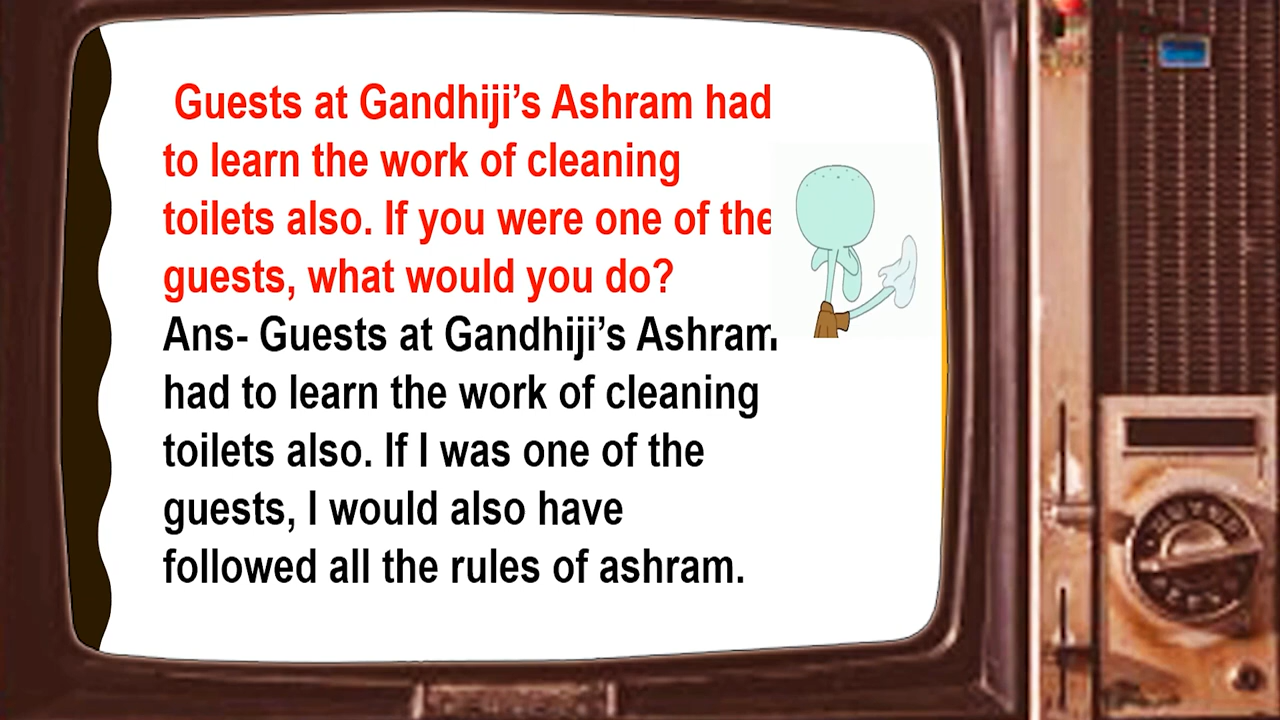 Guests at Gandhiji’s Ashram had
to learn the work of cleaning
toilets also. If you were one of the
guests, what would you do?
Ans- Guests at Gandhiji’s Ashram
had to learn the work of cleaning
toilets also. If I was one of the
guests, I would also have
followed all the rules of ashram.